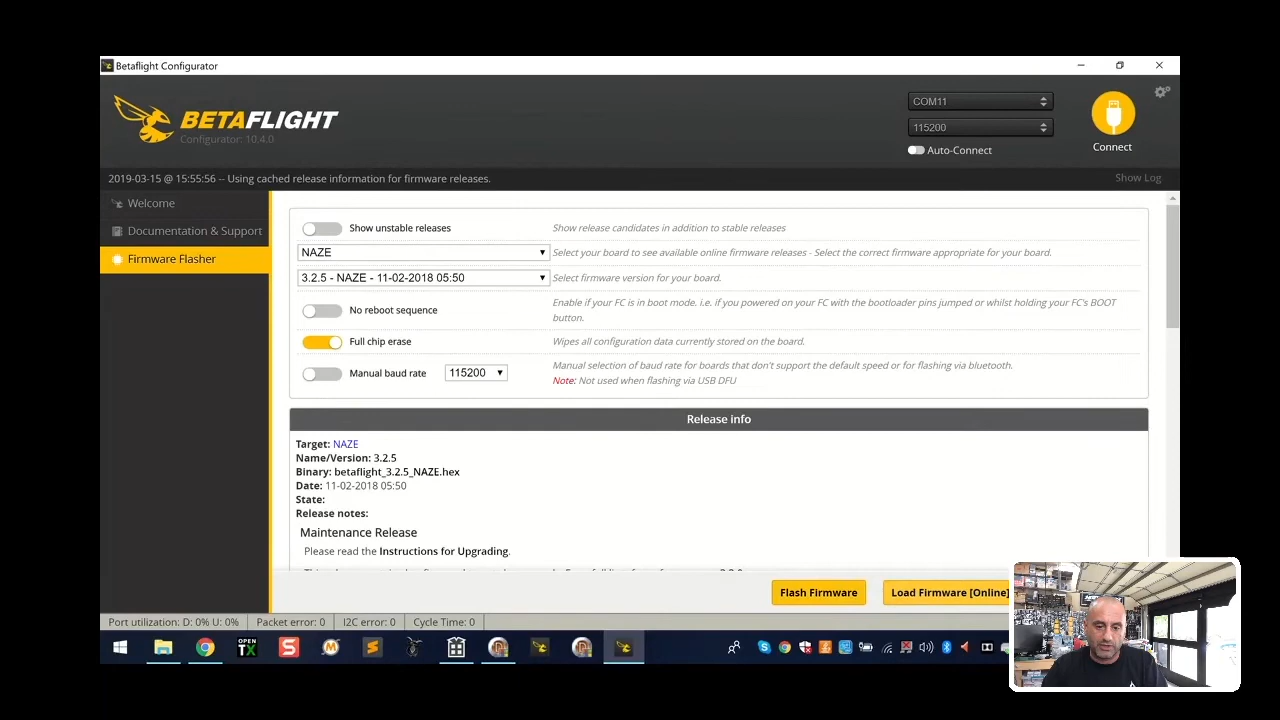 Betaflight Configurator
BETAFLIGHT
Configurator: 10.4.0
COM11
115200
Auto-Connect
Connect
2019-03-15 @ 15:55:56 -- Using cached release information for firmware releases.
Show Log
Welcome
Documentation & Support
Firmware Flasher
Show unstable releases
Show release candidates in addition to stable releases
NAZE
Select your board to see available online firmware releases - Select the correct firmware appropriate for your board.
3.2.5 - NAZE - 11-02-2018 05:50
Select firmware version for your board.
No reboot sequence
Enable if your FC is in boot mode. i.e. if you powered on your FC with the bootloader pins jumped or whilst holding your FC's BOOT
button.
Full chip erase
Wipes all configuration data currently stored on the board.
Manual baud rate
115200
Manual selection of baud rate for boards that don't support the default speed or for flashing via bluetooth.
Note: Not used when flashing via USB DFU
Release info
Target: NAZE
Name/Version: 3.2.5
Binary: betaflight_3.2.5_NAZE.hex
Date: 11-02-2018 05:50
State:
Release notes:
Maintenance Release
Please read the Instructions for Upgrading.
Flash Firmware
Load Firmware [Online]
Port utilization: D: 0% U: 0%
Packet error: 0
I2C error: 0
Cycle Time: 0
OPEN
TX